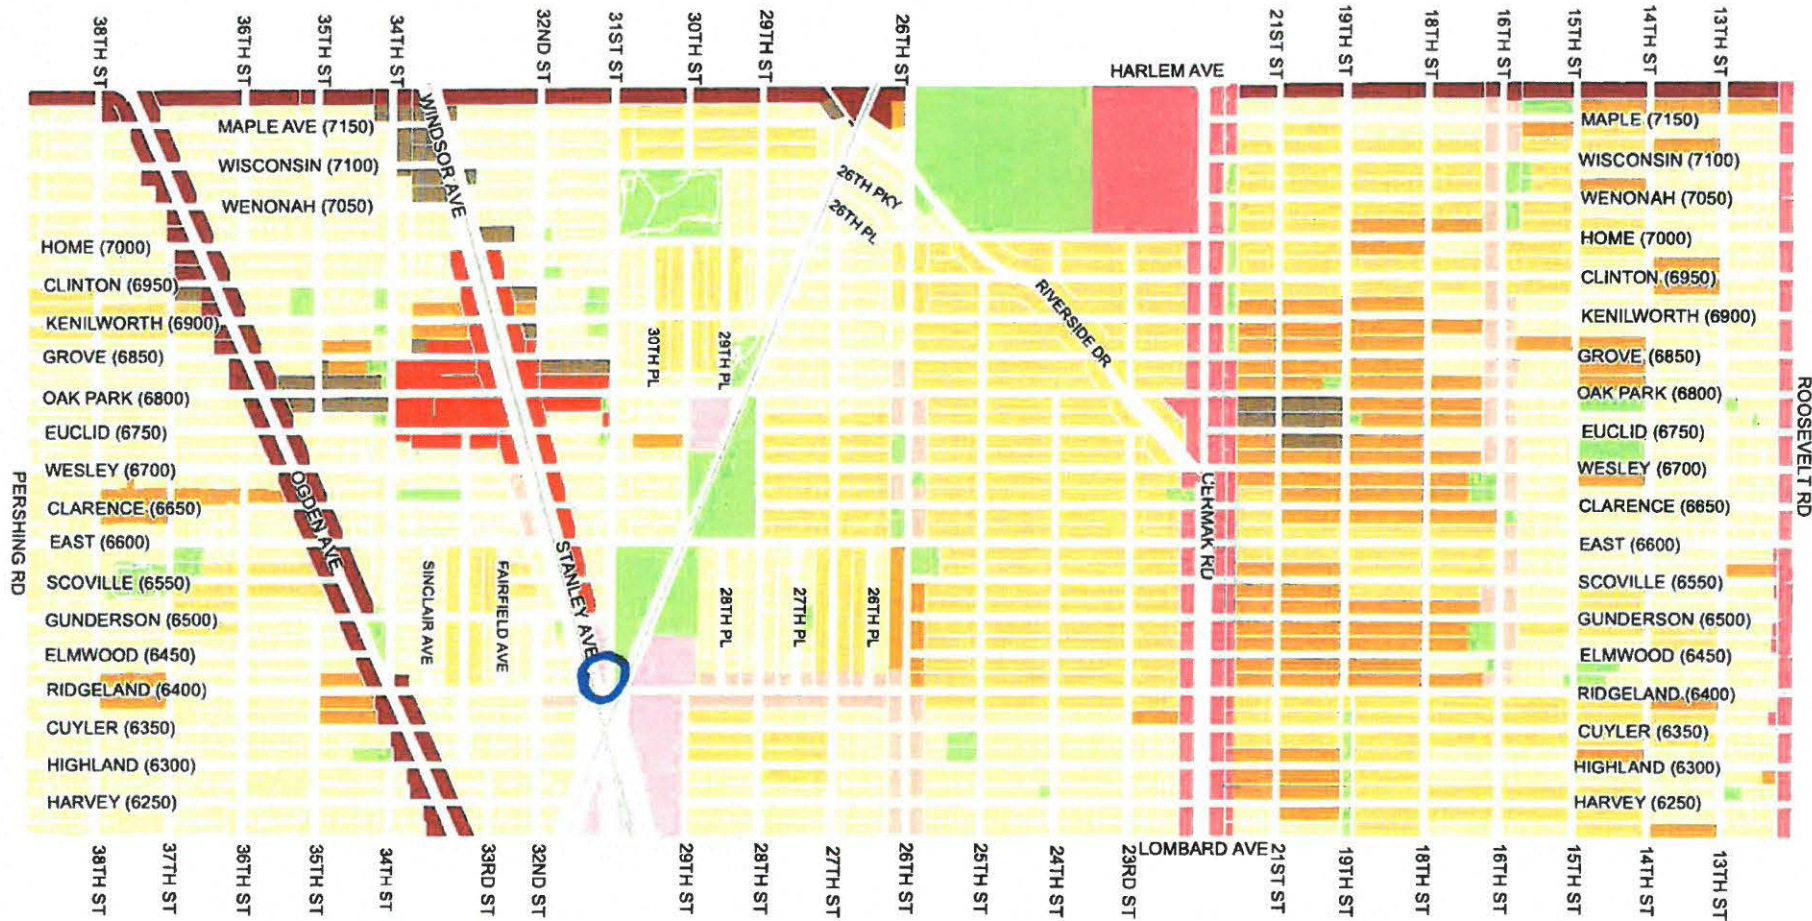 38TH ST
36TH ST
35TH ST
34TH ST
32ND ST
31ST ST
30TH ST
29TH ST
26TH ST
HARLEM AVE
21ST ST
19TH ST
18TH ST
16TH ST
15TH ST
14TH ST
13TH ST
MAPLE AVE (7150)
WISCONSIN (7100)
WENONAH (7050)
HOME (7000)
CLINTON (6950)
KENILWORTH (6900)
GROVE (6850)
OAK PARK (6800)
EUCLID (6750)
WESLEY (6700)
CLARENCE (6650)
EAST (6600)
SCOVILLE (6550)
GUNDERSON (6500)
ELMWOOD (6450)
RIDGELAND (6400)
CUYLER (6350)
HIGHLAND (6300)
HARVEY (6250)
PERSHING RD
OGDEN AVE
WINDSOR AVE
STANLEY AVE
SINCLAIR AVE
FAIRFIELD AVE
30TH PL
29TH PL
28TH PL
27TH PL
26TH PL
26TH PKY
26TH PL
RIVERSIDE DR
CERMAK RD
MAPLE (7150)
WISCONSIN (7100)
WENONAH (7050)
HOME (7000)
CLINTON (6950)
KENILWORTH (6900)
GROVE (6850)
OAK PARK (6800)
EUCLID (6750)
WESLEY (6700)
CLARENCE (6650)
EAST (6600)
SCOVILLE (6550)
GUNDERSON (6500)
ELMWOOD (6450)
RIDGELAND (6400)
CUYLER (6350)
HIGHLAND (6300)
HARVEY (6250)
ROOSEVELT RD
38TH ST
37TH ST
36TH ST
35TH ST
34TH ST
33RD ST
32ND ST
29TH ST
28TH ST
27TH ST
26TH ST
25TH ST
24TH ST
23RD ST
LOMBARD AVE
21ST ST
19TH ST
18TH ST
16TH ST
15TH ST
14TH ST
13TH ST